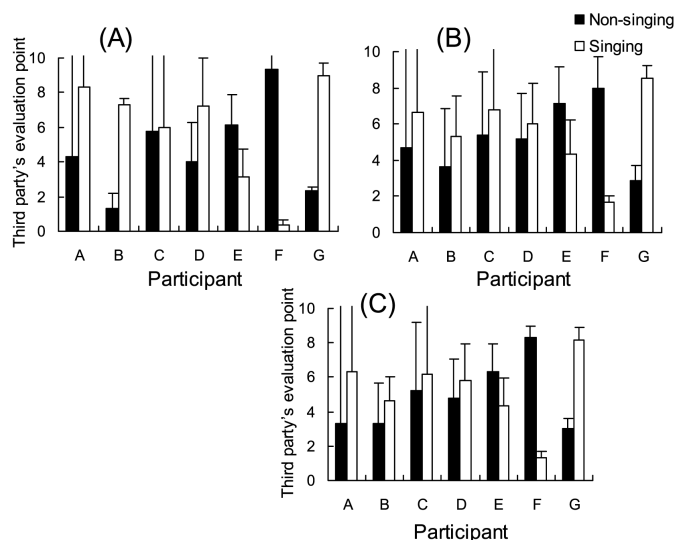 Non-singing
Singing
(A)
Third party's evaluation point
10
8
6
4
2
0
A B C D E F G
Participant
(B)
10
8
6
4
2
0
A B C D E F G
Participant
(C)
Third party's evaluation point
10
8
6
4
2
0
A B C D E F G
Participant